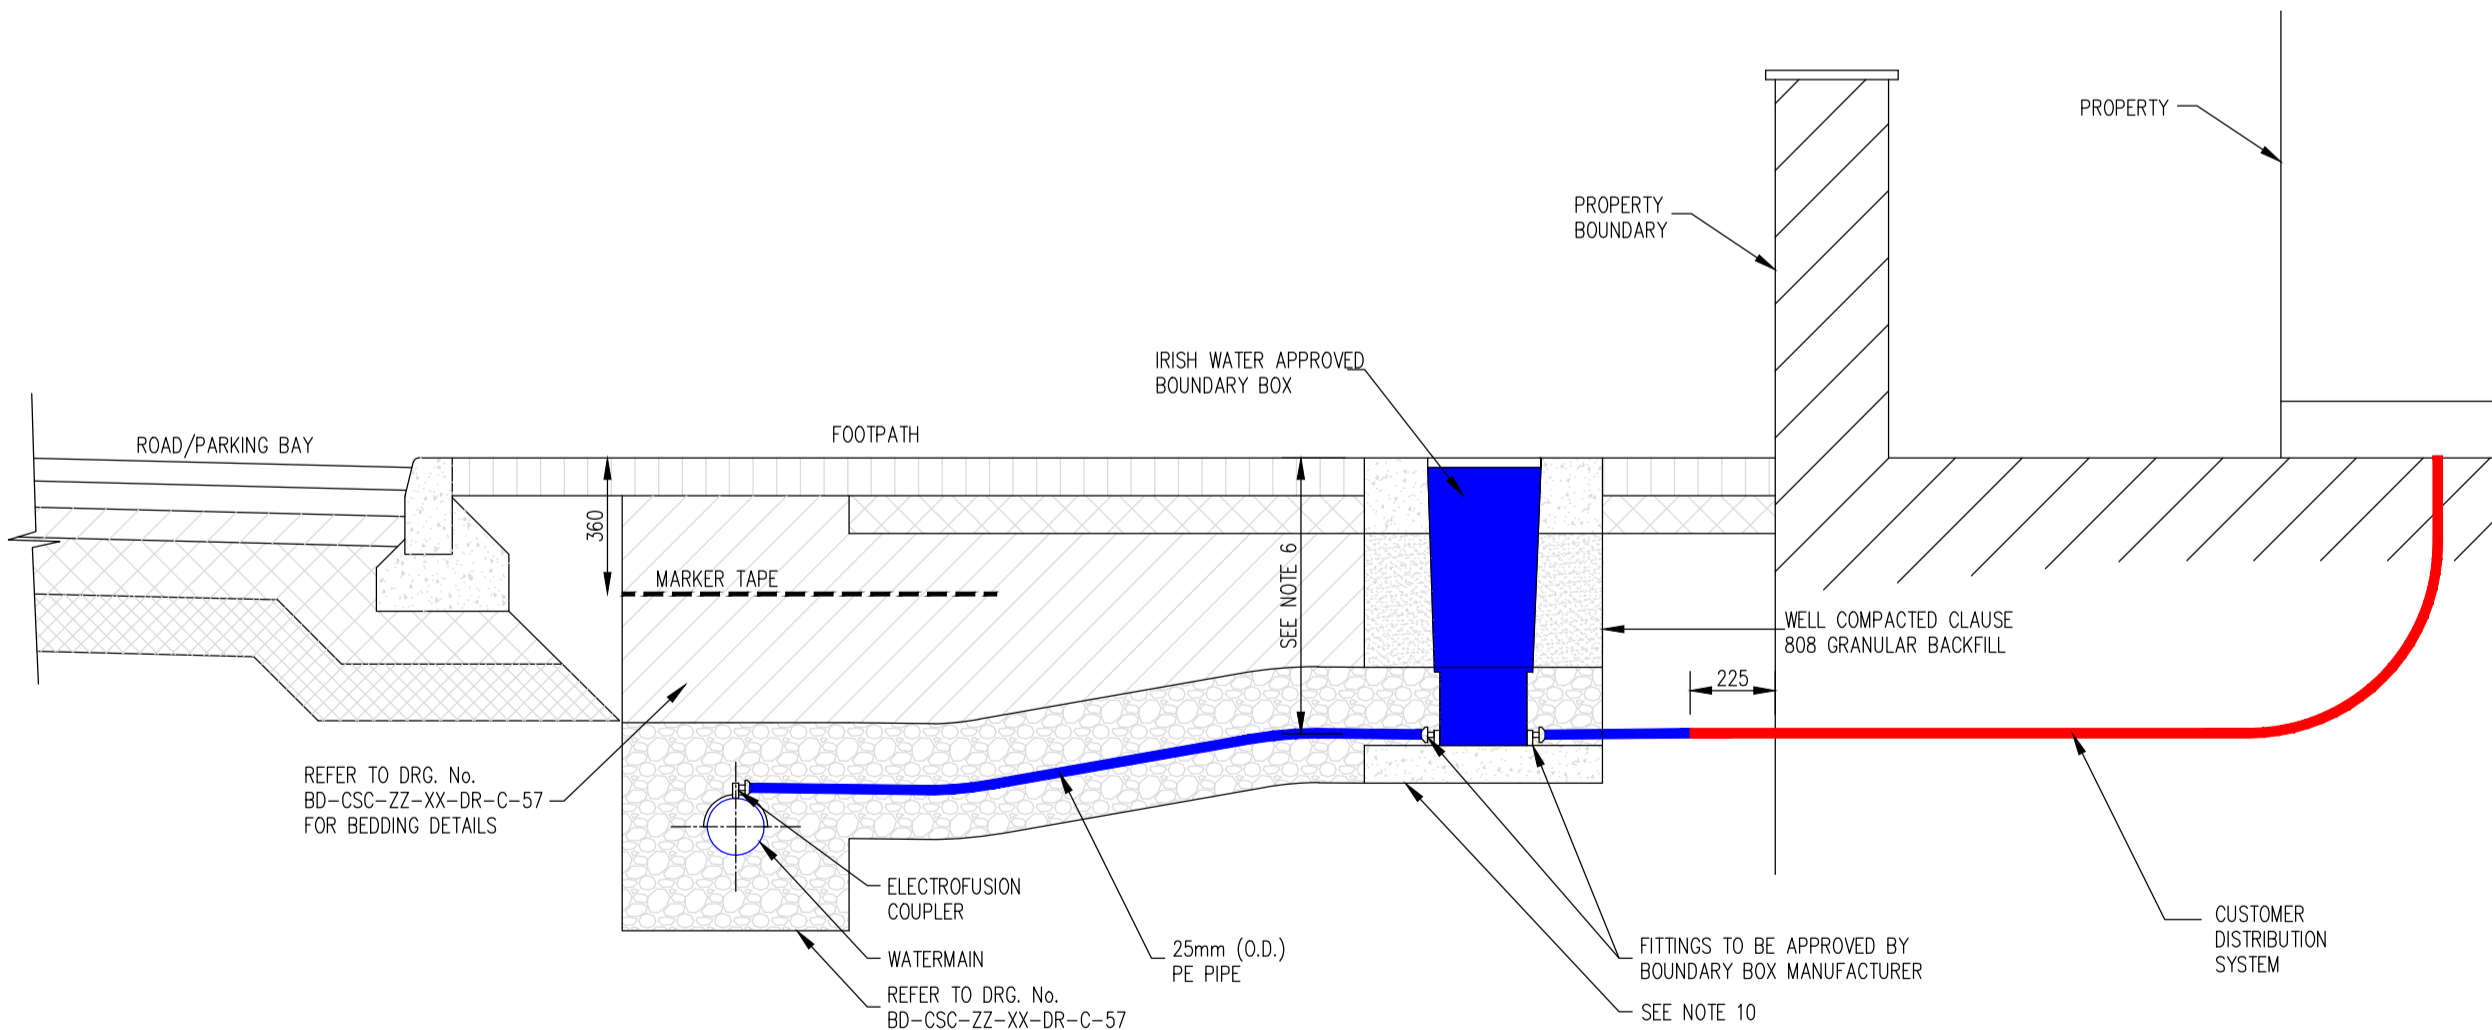 PROPERTY
PROPERTY
BOUNDARY
IRISH WATER APPROVED
BOUNDARY BOX
ROAD/PARKING BAY
FOOTPATH
360
MARKER TAPE
SEE NOTE 6
WELL COMPACTED CLAUSE
808 GRANULAR BACKFILL
225
REFER TO DRG. No.
BD-CSC-ZZ-XX-DR-C-57
FOR BEDDING DETAILS
ELECTROFUSION
COUPLER
WATERMAIN
REFER TO DRG. No.
BD-CSC-ZZ-XX-DR-C-57
25mm (O.D.)
PE PIPE
FITTINGS TO BE APPROVED BY
BOUNDARY BOX MANUFACTURER
SEE NOTE 10
CUSTOMER
DISTRIBUTION
SYSTEM